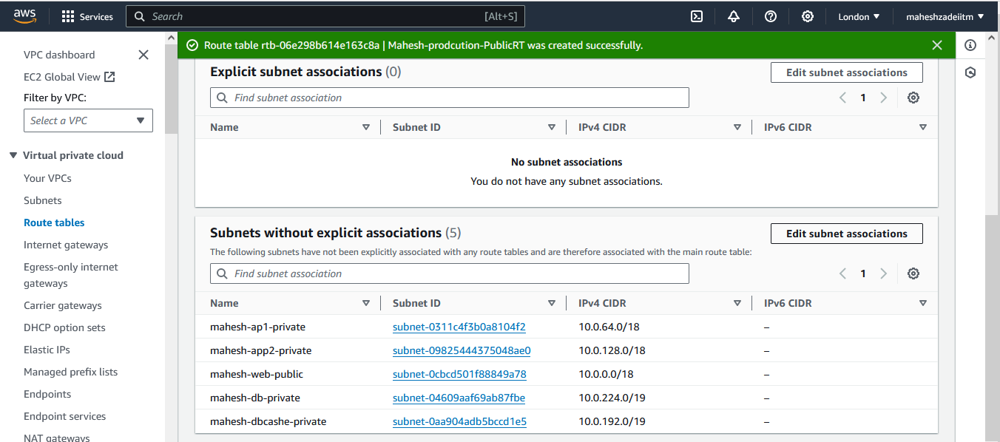 aws
Services
Search
[Alt+S]
London
maheshzadeiitm
VPC dashboard
EC2 Global View
Filter by VPC:
Select a VPC
Virtual private cloud
Your VPCs
Subnets
Route tables
Internet gateways
Egress-only internet
gateways
Carrier gateways
DHCP option sets
Elastic IPs
Managed prefix lists
Endpoints
Endpoint services
NAT gateways
Route table rtb-06e298b614e163c8a | Mahesh-prodcution-PublicRT was created successfully.
Explicit subnet associations (0)
Edit subnet associations
Find subnet association
1
Name Subnet ID IPv4 CIDR IPv6 CIDR
No subnet associations
You do not have any subnet associations.
Subnets without explicit associations (5)
Edit subnet associations
The following subnets have not been explicitly associated with any route tables and are therefore associated with the main route table:
Find subnet association
1
Name Subnet ID IPv4 CIDR IPv6 CIDR
mahesh-ap1-private subnet-0311c4f3b0a8104f2 10.0.64.0/18 –
mahesh-app2-private subnet-09825444375048ae0 10.0.128.0/18 –
mahesh-web-public subnet-0cbcd501f88849a78 10.0.0.0/18 –
mahesh-db-private subnet-04609aaf69ab87fbe 10.0.224.0/19 –
mahesh-dbcashe-private subnet-0aa904adb5bccd1e5 10.0.192.0/19 –